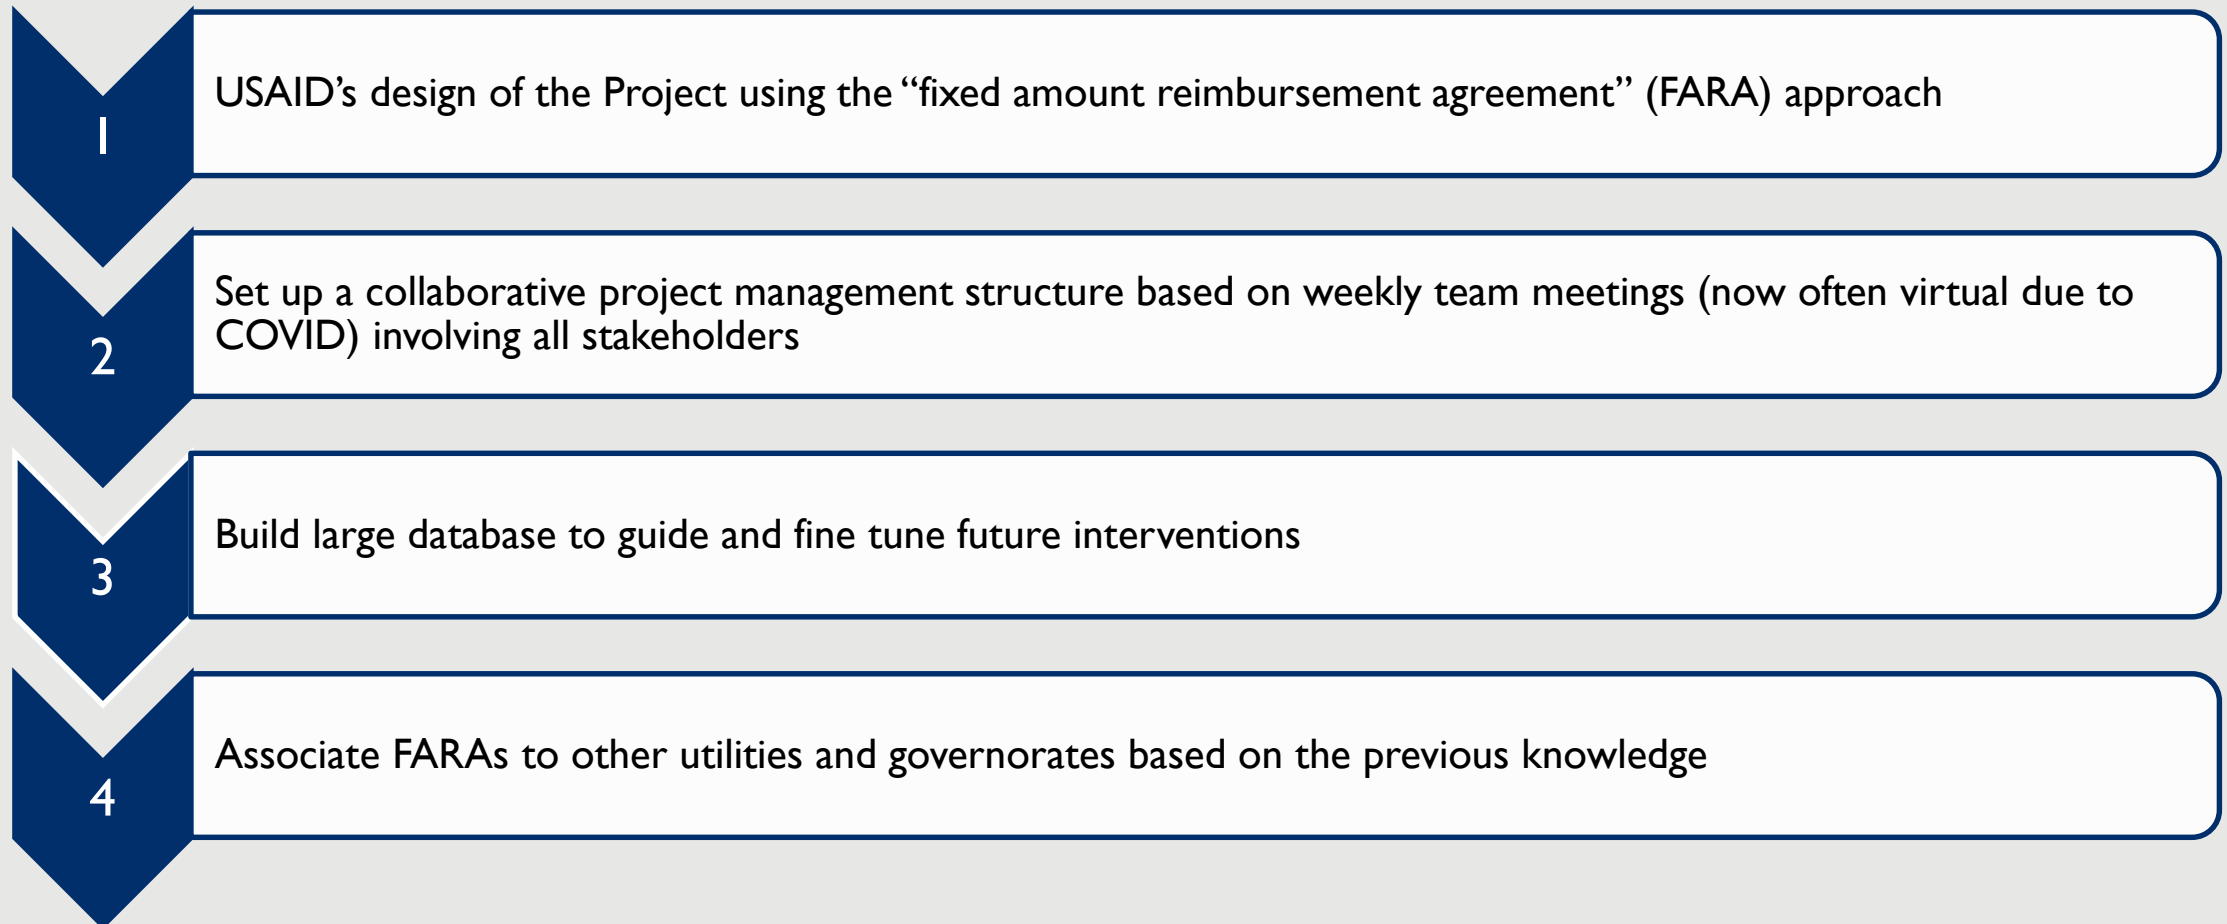 1
USAID’s design of the Project using the “fixed amount reimbursement agreement” (FARA) approach
2
Set up a collaborative project management structure based on weekly team meetings (now often virtual due to
COVID) involving all stakeholders
3
Build large database to guide and fine tune future interventions
4
Associate FARAs to other utilities and governorates based on the previous knowledge